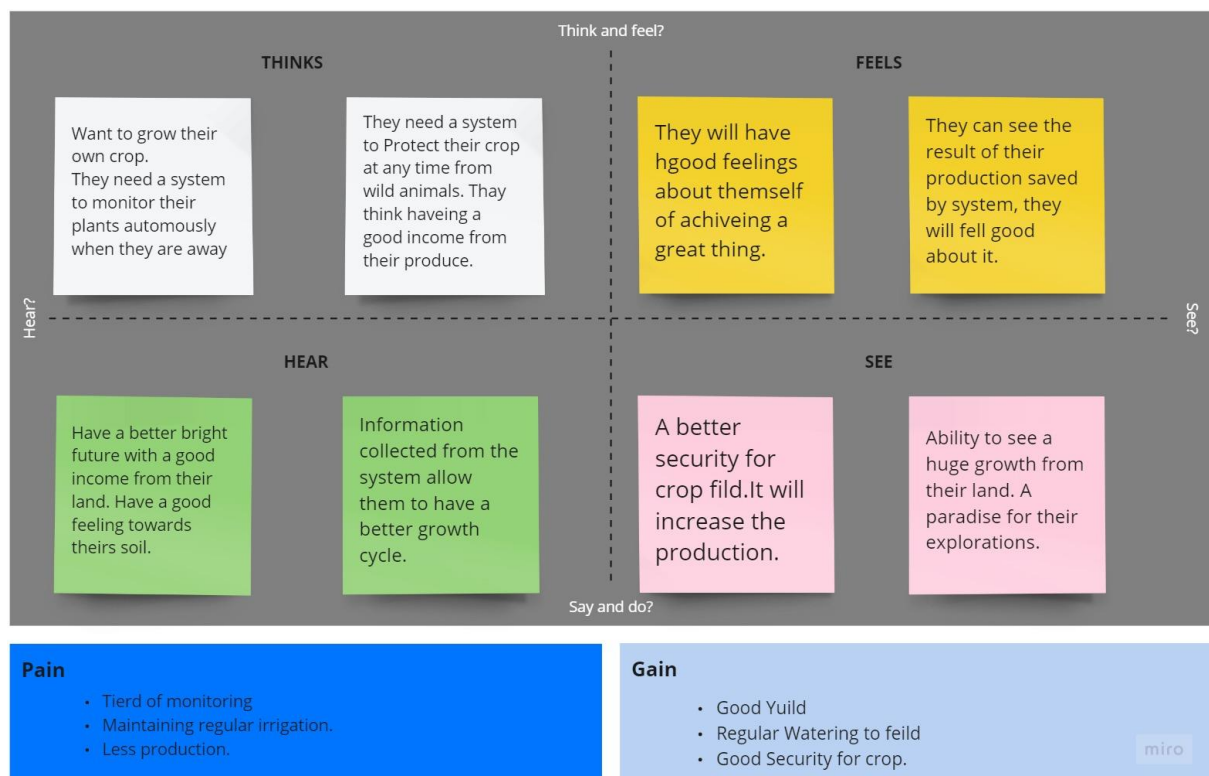 Think and feel?
THINKS
FEELS
Want to grow their
own crop.
They need a system
to monitor their
plants automously
when they are away
They need a system
to Protect their crop
at any time from
wild animals. Thay
think haveing a
good income from
their produce.
They will have
hgood feelings
about themself
of achiveing a
great thing.
They can see the
result of their
production saved
by system, they
will fell good
about it.
Hear?
See?
HEAR
SEE
Have a better bright
future with a good
income from their
land. Have a good
feeling towards
theirs soil.
Information
collected from the
system allow
them to have a
better growth
cycle.
A better
security for
crop fild.It will
increase the
production.
Ability to see a
huge growth from
their land. A
paradise for their
explorations.
Say and do?
Pain
• Tierd of monitoring
• Maintaining regular irrigation.
• Less production.
Gain
• Good Yuild
• Regular Watering to feild
• Good Security for crop.
miro